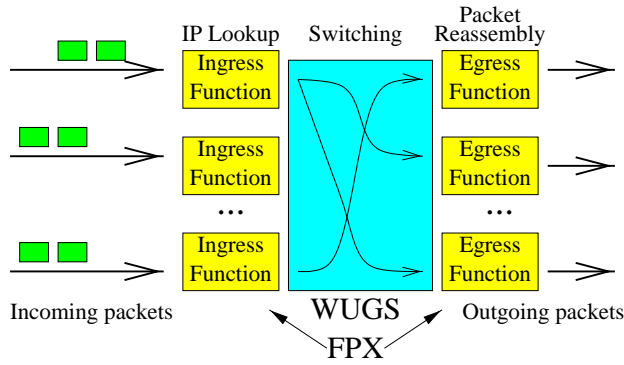 IP Lookup
Switching
Packet
Reassembly
Ingress
Function
Egress
Function
Ingress
Function
Egress
Function
...
...
Ingress
Function
Egress
Function
Incoming packets
WUGS
Outgoing packets
FPX